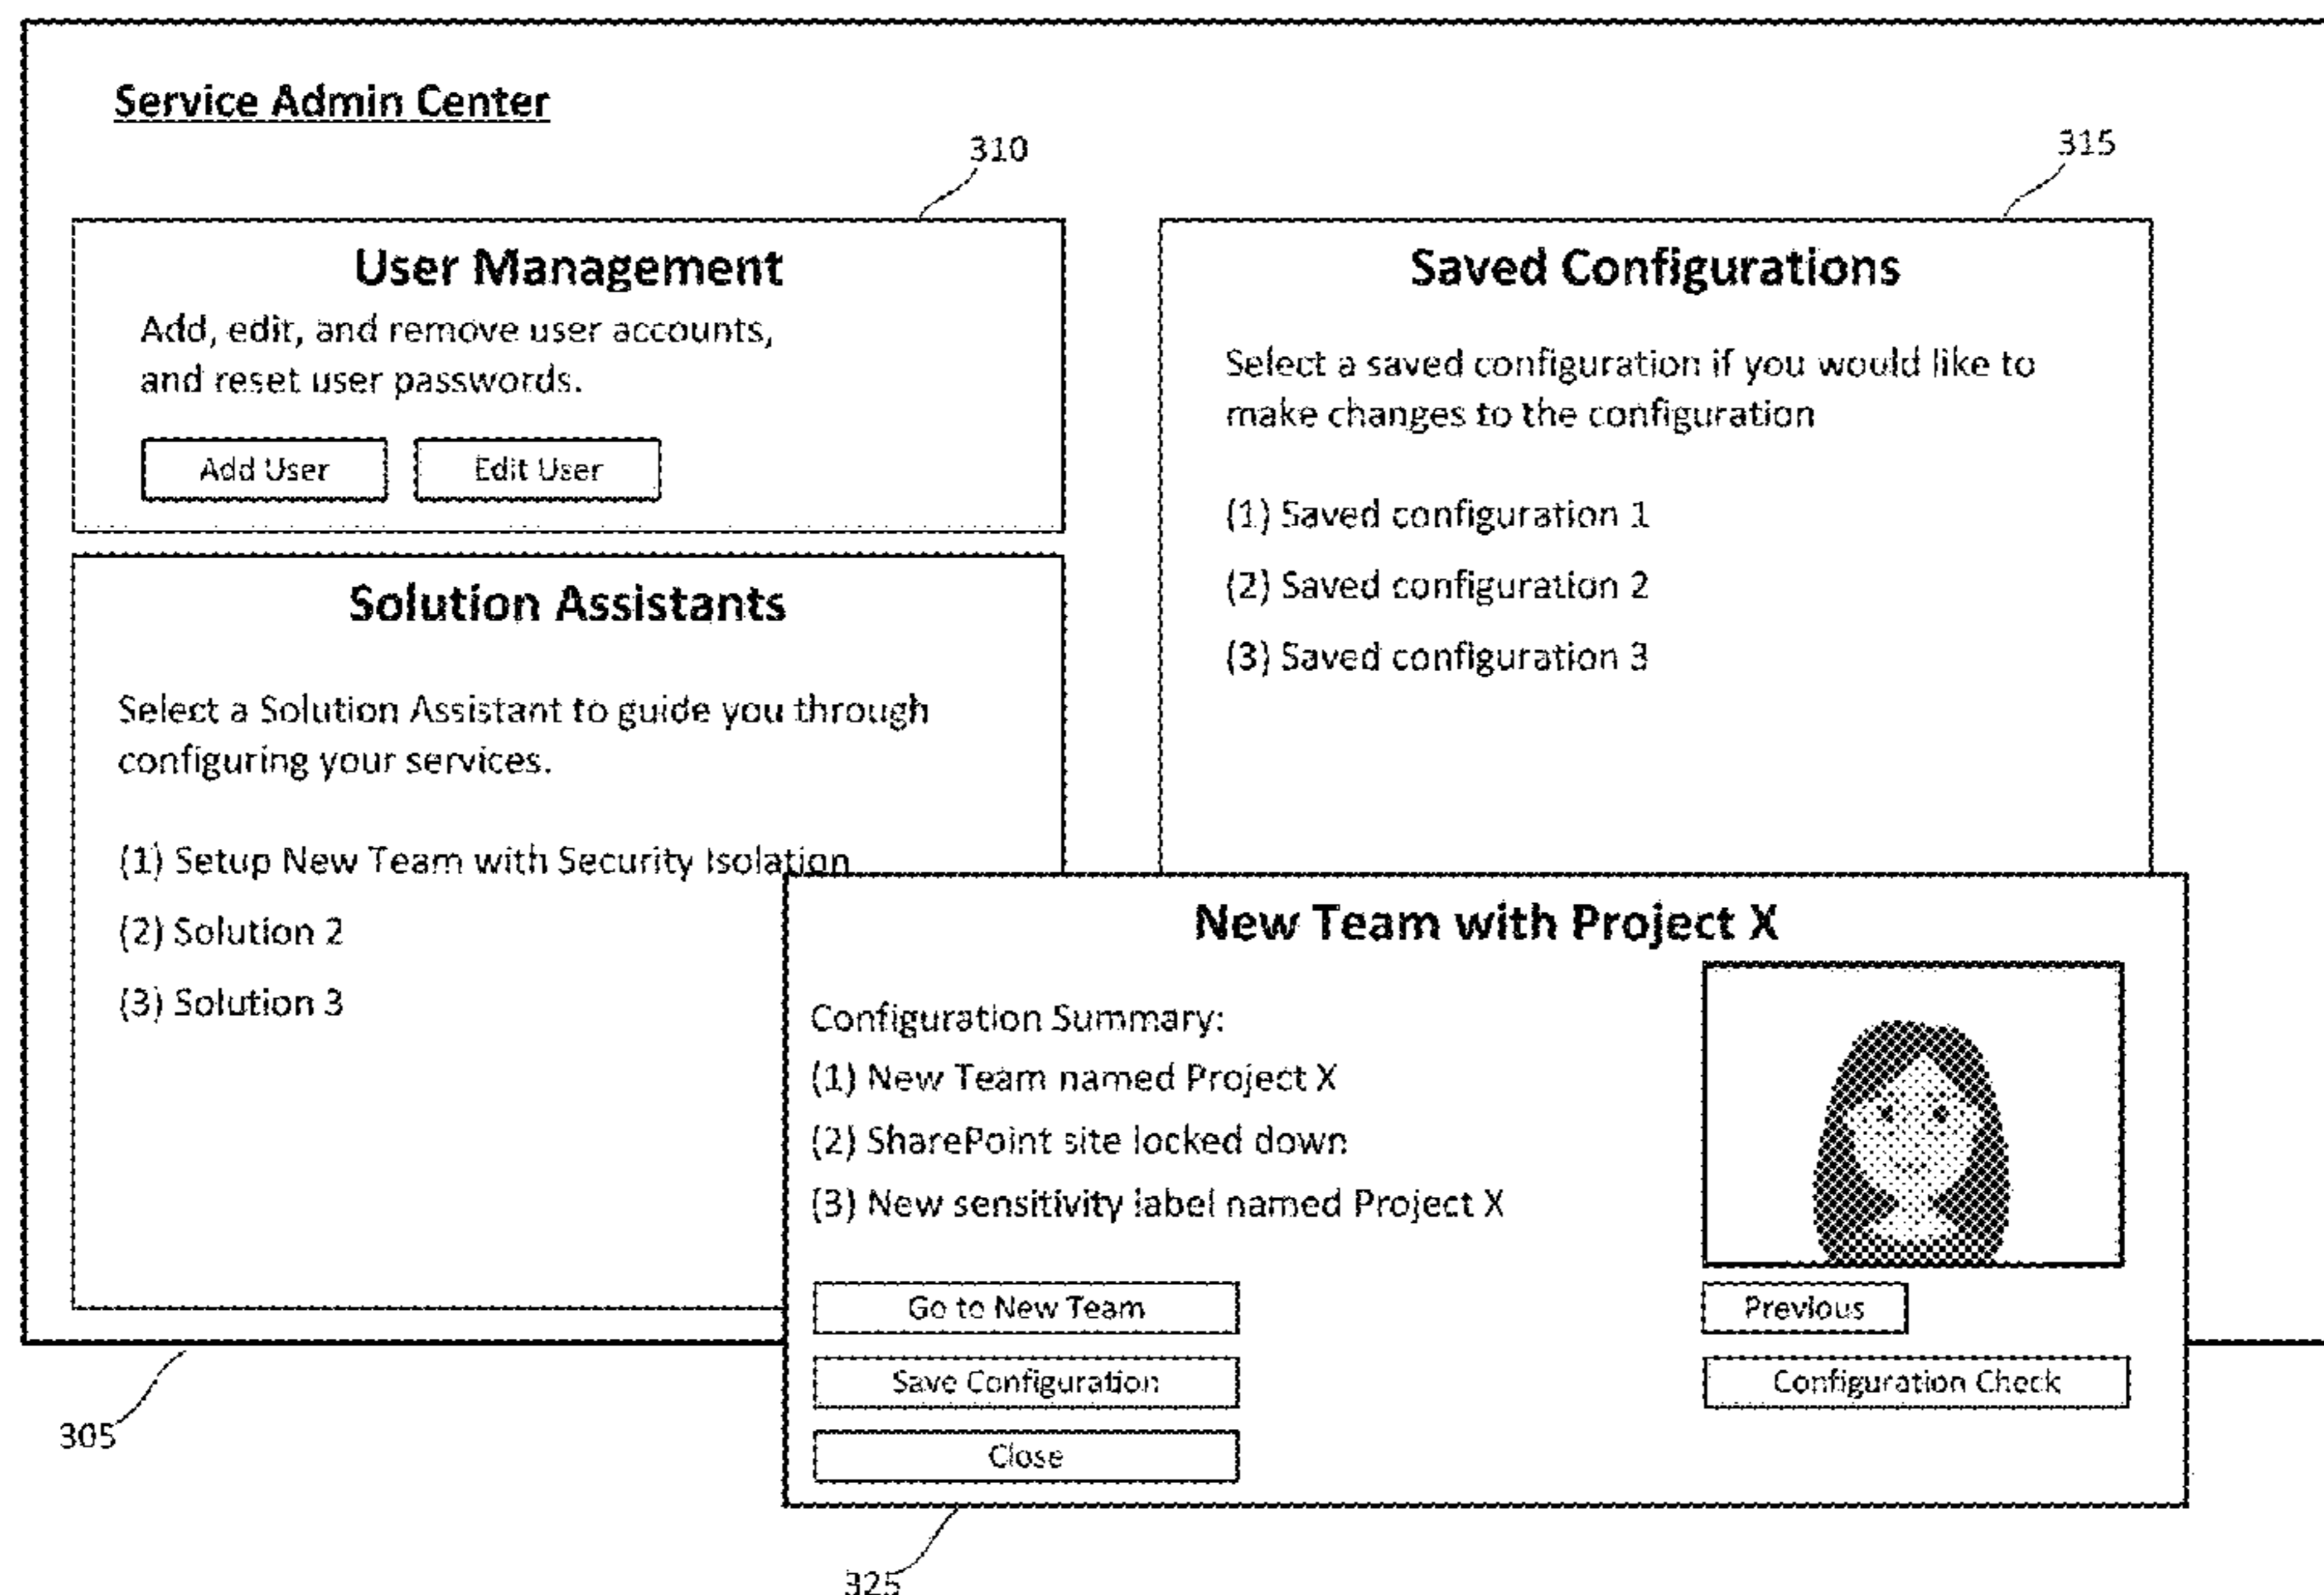 Service Admin Center
310
315
User Management
Add, edit, and remove user accounts,
and reset user passwords.
Add User
Edit User
Saved Configurations
Select a saved configuration if you would like to
make changes to the configuration
(1) Saved configuration 1
(2) Saved configuration 2
(3) Saved configuration 3
Solution Assistants
Select a Solution Assistant to guide you through
configuring your services.
(1) Setup New Team with Security Isolation
(2) Solution 2
(3) Solution 3
New Team with Project X
Configuration Summary:
(1) New Team named Project X
(2) SharePoint site locked down
(3) New sensitivity label named Project X
Go to New Team
Previous
Save Configuration
Configuration Check
Close
305
325